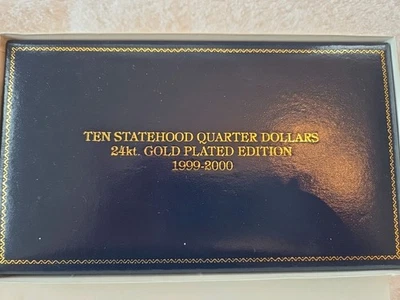 TEN STATEHOOD QUARTER DOLLARS
24kt. GOLD PLATED EDITION
1999-2000